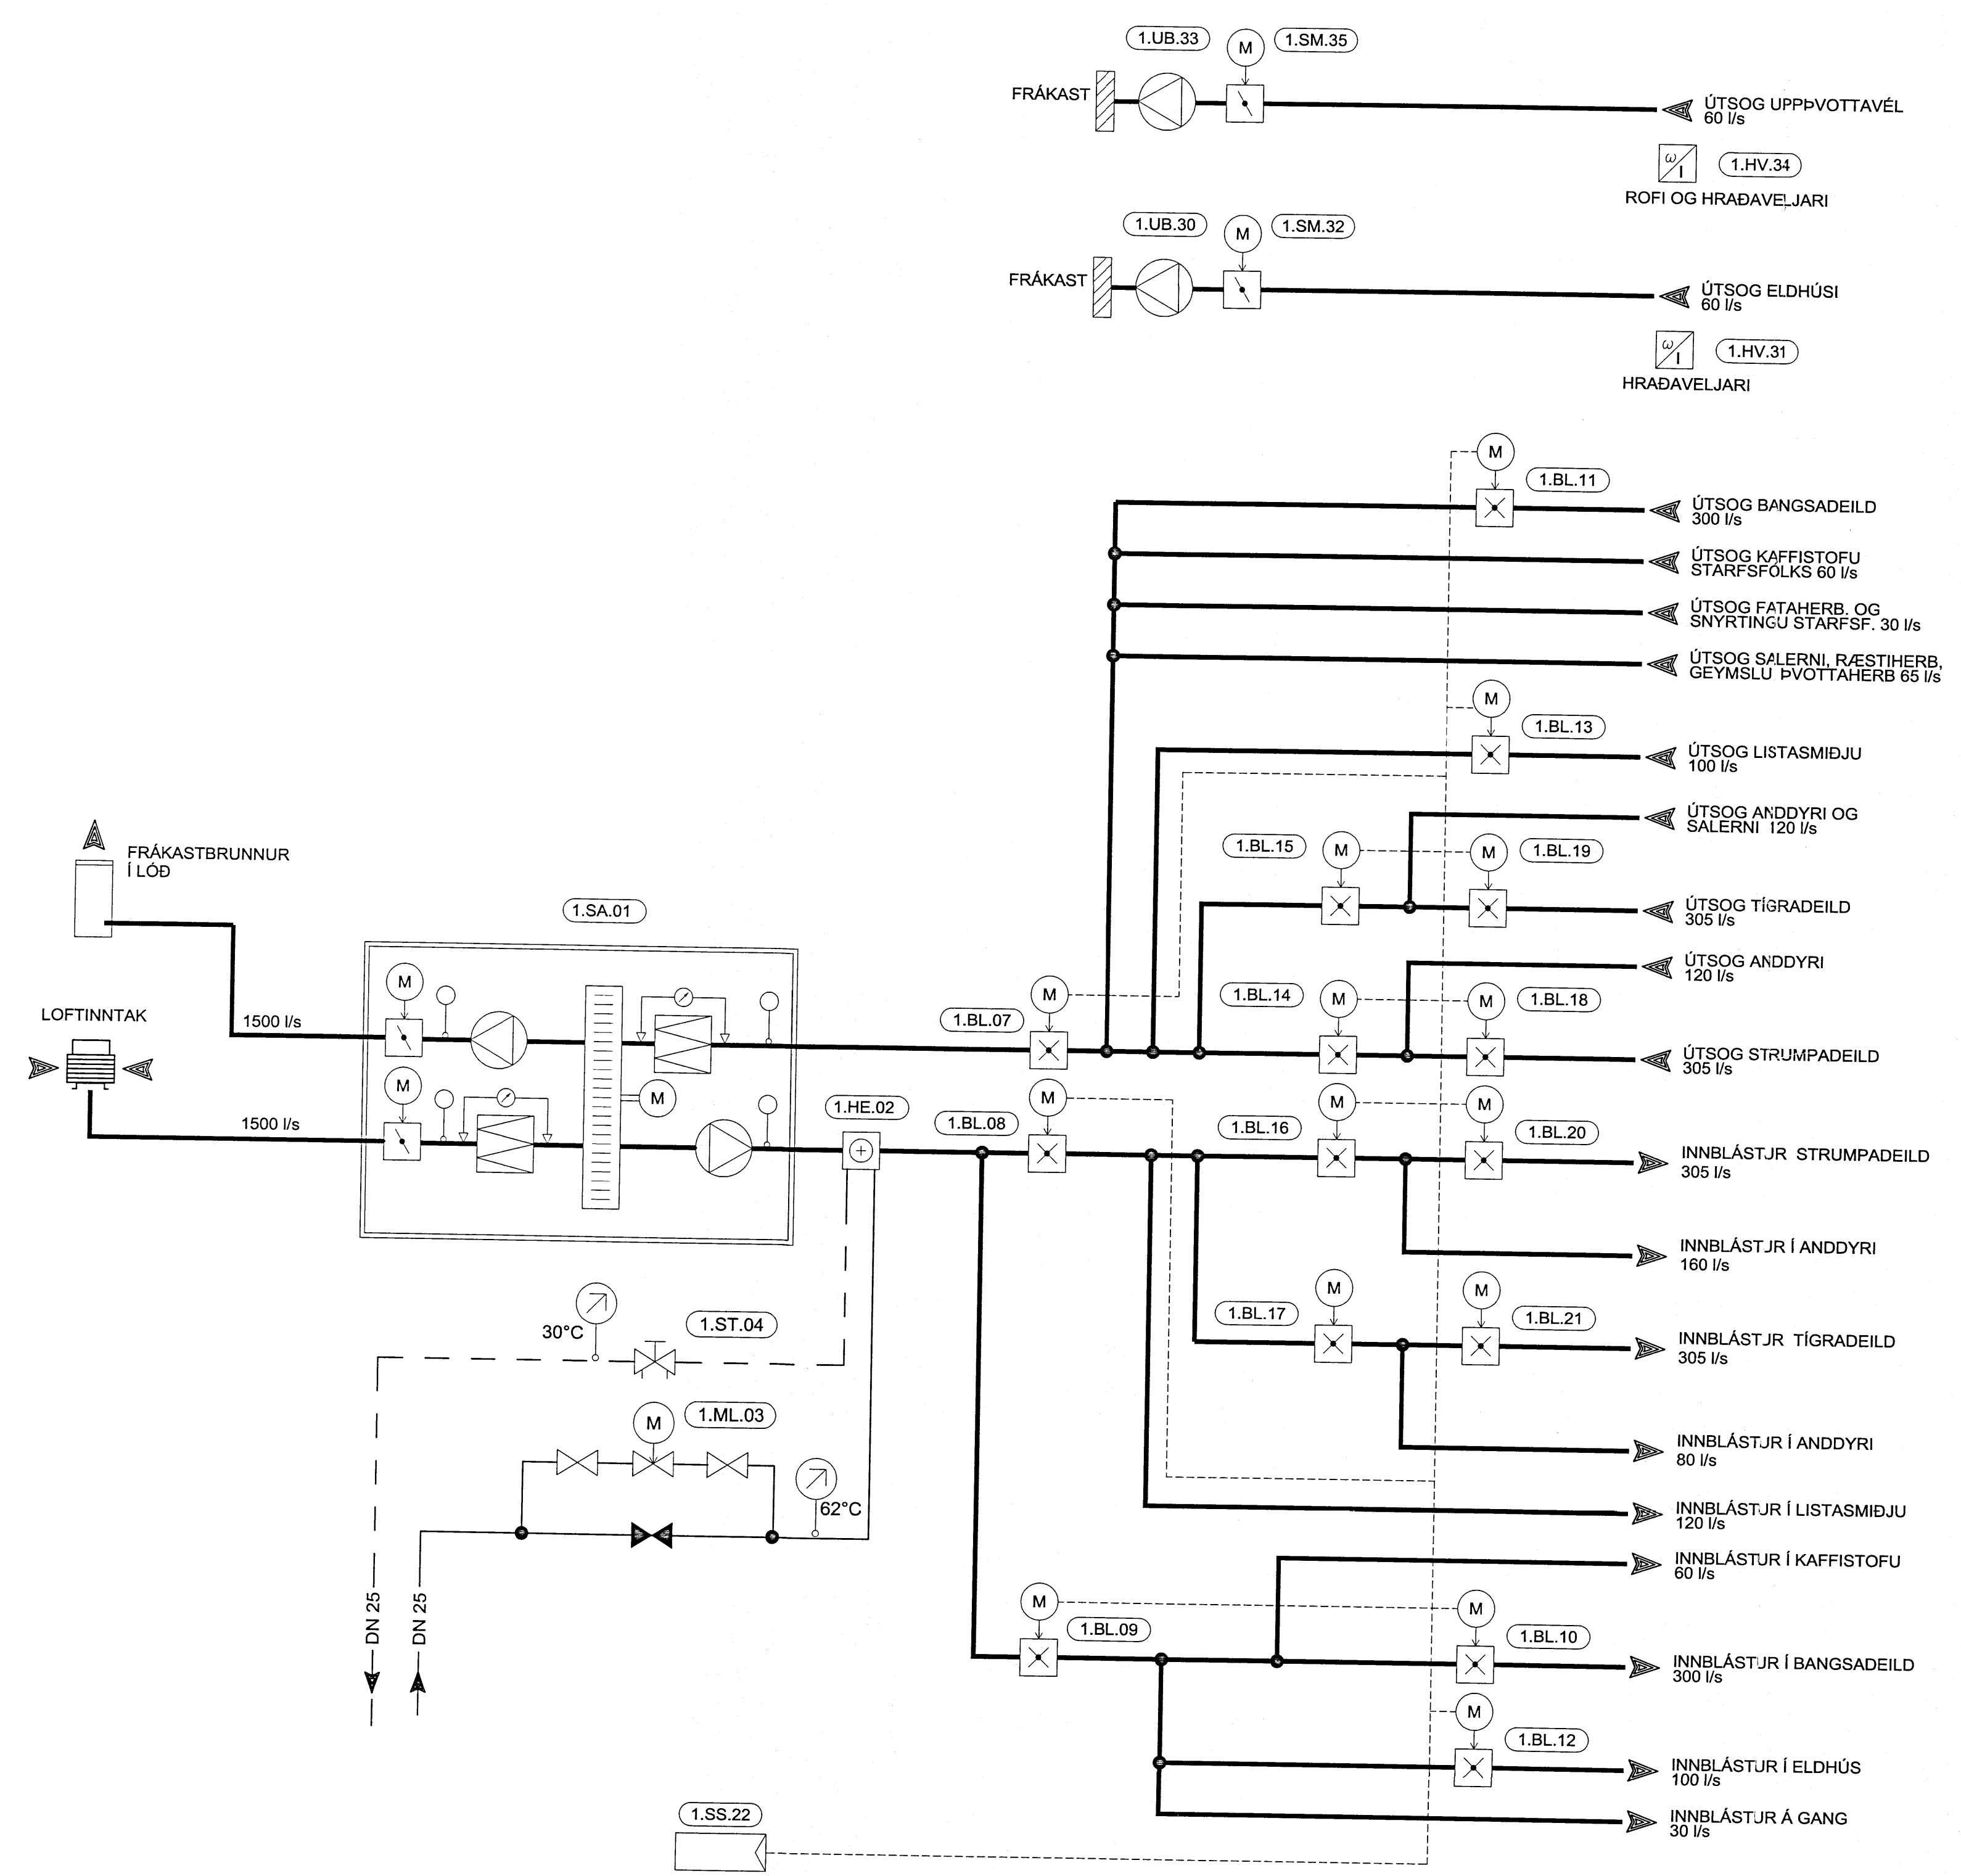 1.UB.33
M
1.SM.35
FRÁKAST
ÚTSOG UPPÞVOTTAVÉL
60 l/s
ω
I
1.HV.34
ROFI OG HRAÐAVELJARI
1.UB.30
M
1.SM.32
FRÁKAST
ÚTSOG ELDHÚSI
60 l/s
ω
I
1.HV.31
HRAÐAVELJARI
M
1.BL.11
ÚTSOG BANGSADEILD
300 l/s
ÚTSOG KAFFISTOFU
STARFSFÓLKS 60 l/s
ÚTSOG FATAHERB. OG
SNYRTINGU STARFSF. 30 l/s
ÚTSOG SALERNI, RÆSTIHERB,
GEYMSLU ÞVOTTAHERB 65 l/s
M
1.BL.13
ÚTSOG LISTASMIÐJU
100 l/s
ÚTSOG ANDDYRI OG
SALERNI 120 l/s
1.BL.15
M
M
1.BL.19
ÚTSOG TÍGRADEILD
305 l/s
ÚTSOG ANDDYRI
120 l/s
1.BL.14
M
M
1.BL.18
ÚTSOG STRUMPADEILD
305 l/s
FRÁKASTBRUNNUR
Í LÓÐ
1.SA.01
M
1500 l/s
LOFTINNTAK
M
M
1500 l/s
1.HE.02
1.BL.07
M
1.BL.08
M
1.BL.16
M
M
1.BL.20
INNBLÁSTUR STRUMPADEILD
305 l/s
INNBLÁSTUR Í ANDDYRI
160 l/s
1.BL.17
M
M
1.BL.21
INNBLÁSTUR TÍGRADEILD
305 l/s
INNBLÁSTUR Í ANDDYRI
80 l/s
INNBLÁSTUR Í LISTASMIÐJU
120 l/s
INNBLÁSTUR Í KAFFISTOFU
60 l/s
30°C
1.ST.04
M
1.ML.03
62°C
DN 25
DN 25
M
1.BL.09
M
1.BL.10
INNBLÁSTUR Í BANGSADEILD
300 l/s
M
1.BL.12
INNBLÁSTUR Í ELDHÚS
100 l/s
INNBLÁSTUR Á GANG
30 l/s
1.SS.22